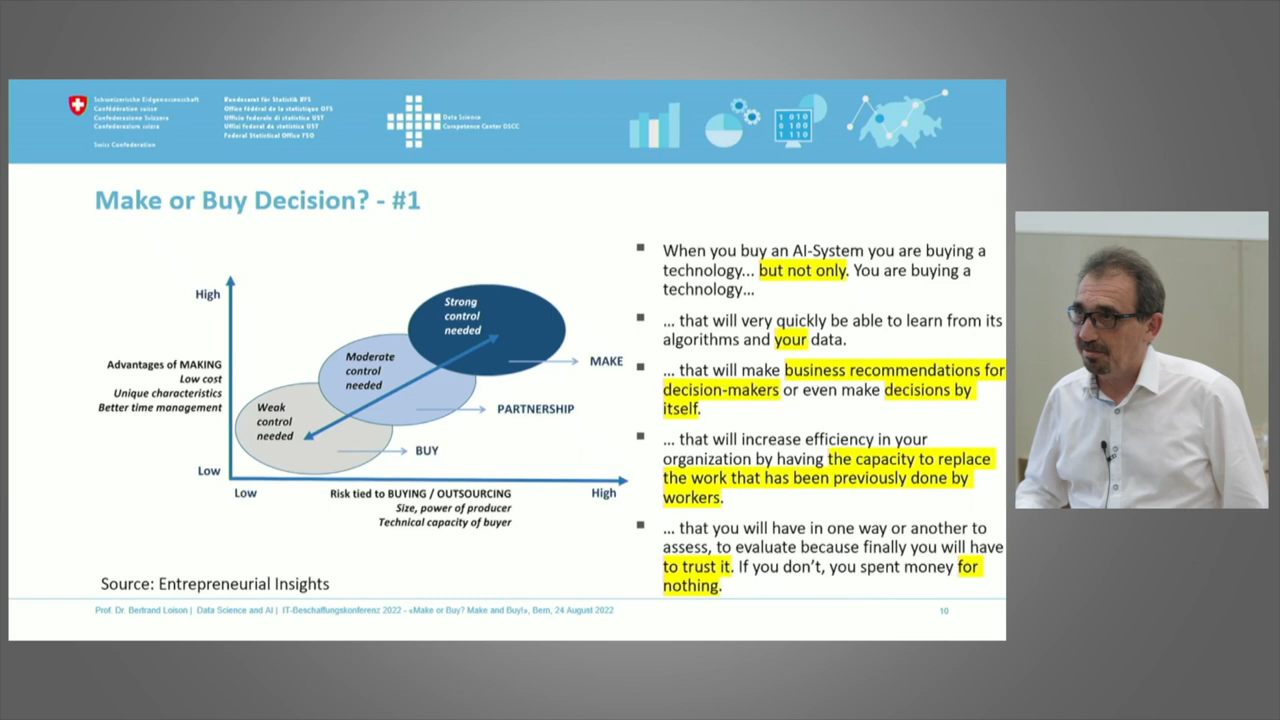 Schweizerische Eidgenossenschaft
Confédération suisse
Confederazione Svizzera
Confederaziun svizra
Swiss Confederation
Bundesamt für Statistik BFS
Office fédéral de la statistique OFS
Ufficio federale di statistica UST
Uffizi federal da statistica UST
Federal Statistical Office FSO
Data Science
Competence Center DSCC
1 010
0 100
1 110
Make or Buy Decision? - #1
High
Advantages of MAKING
Low cost
Unique characteristics
Better time management
Low
Strong
control
needed
MAKE
Moderate
control
needed
PARTNERSHIP
Weak
control
needed
BUY
Low
Risk tied to BUYING / OUTSOURCING
Size, power of producer
Technical capacity of buyer
High
Source: Entrepreneurial Insights
When you buy an AI-System you are buying a
technology... but not only. You are buying a
technology...
... that will very quickly be able to learn from its
algorithms and your data.
... that will make business recommendations for
decision-makers or even make decisions by
itself.
... that will increase efficiency in your
organization by having the capacity to replace
the work that has been previously done by
workers.
... that you will have in one way or another to
assess, to evaluate because finally you will have
to trust it. If you don't, you spent money for
nothing.
Prof. Dr. Bertrand Loison | Data Science and AI | IT-Beschaffungskonferenz 2022 - «Make or Buy? Make and Buy!», Bern, 24 August 2022
10